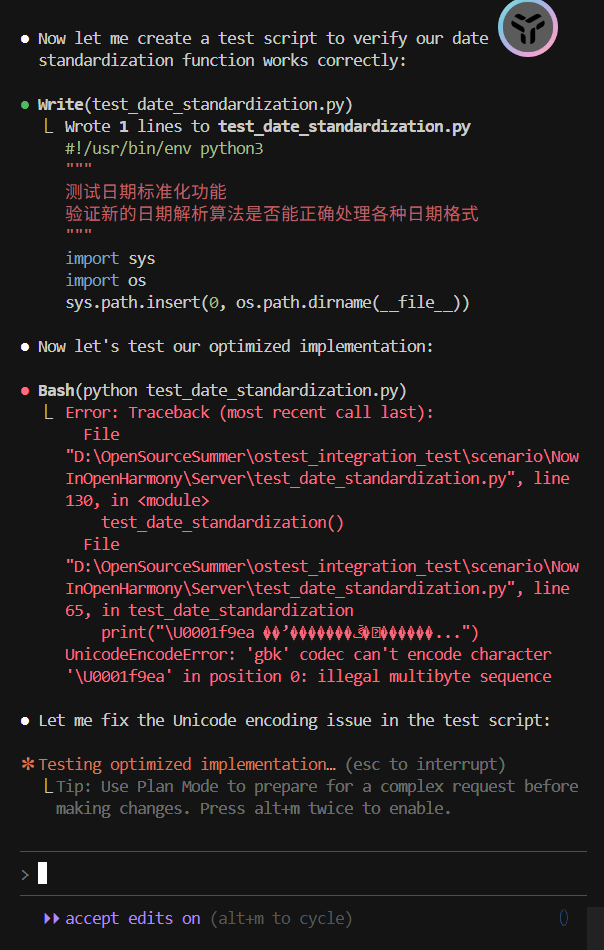 ● Now let me create a test script to verify our date
standardization function works correctly:
● Write(test_date_standardization.py)
⎿ Wrote 1 lines to test_date_standardization.py
#!/usr/bin/env python3
"""
测试日期标准化功能
验证新的日期解析算法是否能正确处理各种日期格式
"""
import sys
import os
sys.path.insert(0, os.path.dirname(__file__))
● Now let's test our optimized implementation:
● Bash(python test_date_standardization.py)
⎿ Error: Traceback (most recent call last):
File
"D:\OpenSourceSummer\ostest_integration_test\scenario\Now
InOpenHarmony\Server\test_date_standardization.py", line
130, in <module>
test_date_standardization()
File
"D:\OpenSourceSummer\ostest_integration_test\scenario\Now
InOpenHarmony\Server\test_date_standardization.py", line
65, in test_date_standardization
print("\U0001f9ea ...")
UnicodeEncodeError: 'gbk' codec can't encode character
'\U0001f9ea' in position 0: illegal multibyte sequence
● Let me fix the Unicode encoding issue in the test script:
✻ Testing optimized implementation… (esc to interrupt)
⎿ Tip: Use Plan Mode to prepare for a complex request before
making changes. Press alt+m twice to enable.
>
⏵⏵ accept edits on (alt+m to cycle)